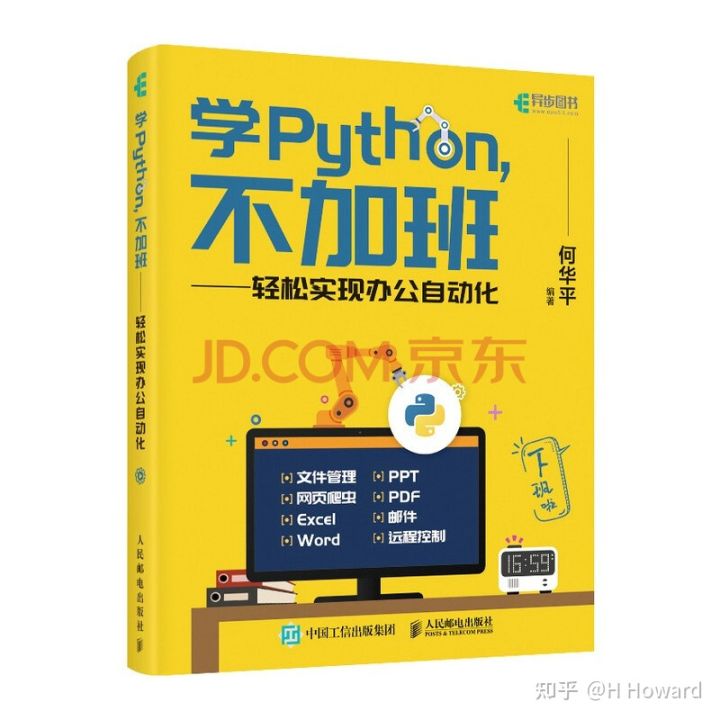 异步图书
www.epubit.com
学Python,
不加班
——轻松实现办公自动化
何华平
编著
学Python,不加班——轻松实现办公自动化
人民邮电出版社
JD.COM 京东
[•] 文件管理
[•] 网页爬虫
[•] Excel
[•] Word
[•] PPT
[•] PDF
[•] 邮件
[•] 远程控制
下班啦
16:59
中国工信出版集团
人民邮电出版社
POSTS & TELECOM PRESS
知乎 @H Howard